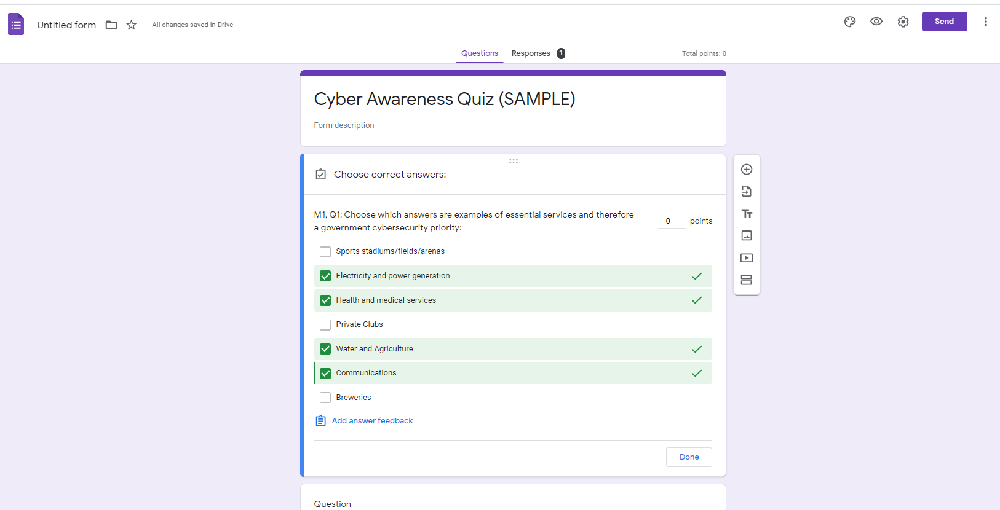 Untitled form
All changes saved in Drive
Send
Questions
Responses 1
Total points: 0
Cyber Awareness Quiz (SAMPLE)
Form description
Choose correct answers:
M1, Q1: Choose which answers are examples of essential services and therefore
a government cybersecurity priority:
0 points
Sports stadiums/fields/arenas
Electricity and power generation
Health and medical services
Private Clubs
Water and Agriculture
Communications
Breweries
Add answer feedback
Done
Question